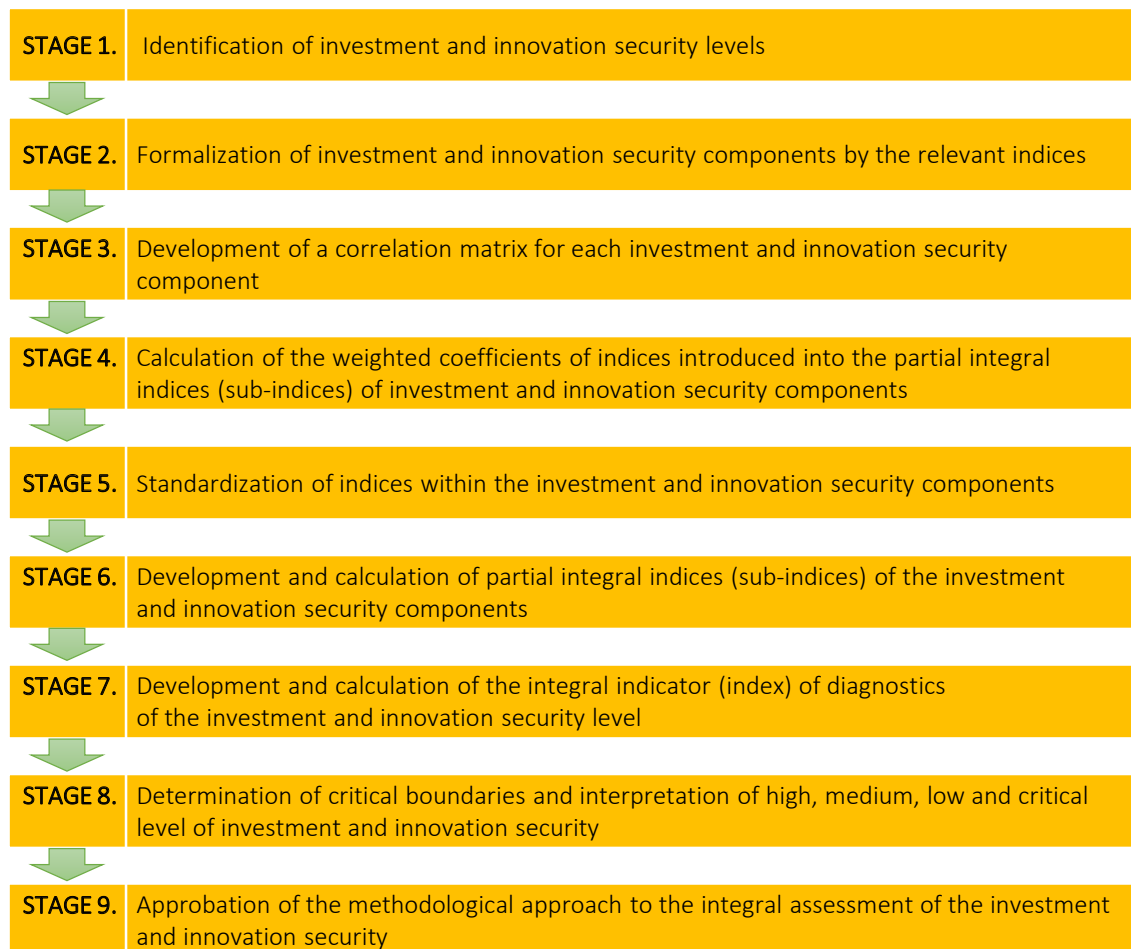 STAGE 1. Identification of investment and innovation security levels
STAGE 2. Formalization of investment and innovation security components by the relevant indices
STAGE 3. Development of a correlation matrix for each investment and innovation security
component
STAGE 4. Calculation of the weighted coefficients of indices introduced into the partial integral
indices (sub-indices) of investment and innovation security components
STAGE 5. Standardization of indices within the investment and innovation security components
STAGE 6. Development and calculation of partial integral indices (sub-indices) of the investment
and innovation security components
STAGE 7. Development and calculation of the integral indicator (index) of diagnostics
of the investment and innovation security level
STAGE 8. Determination of critical boundaries and interpretation of high, medium, low and critical
level of investment and innovation security
STAGE 9. Approbation of the methodological approach to the integral assessment of the investment
and innovation security